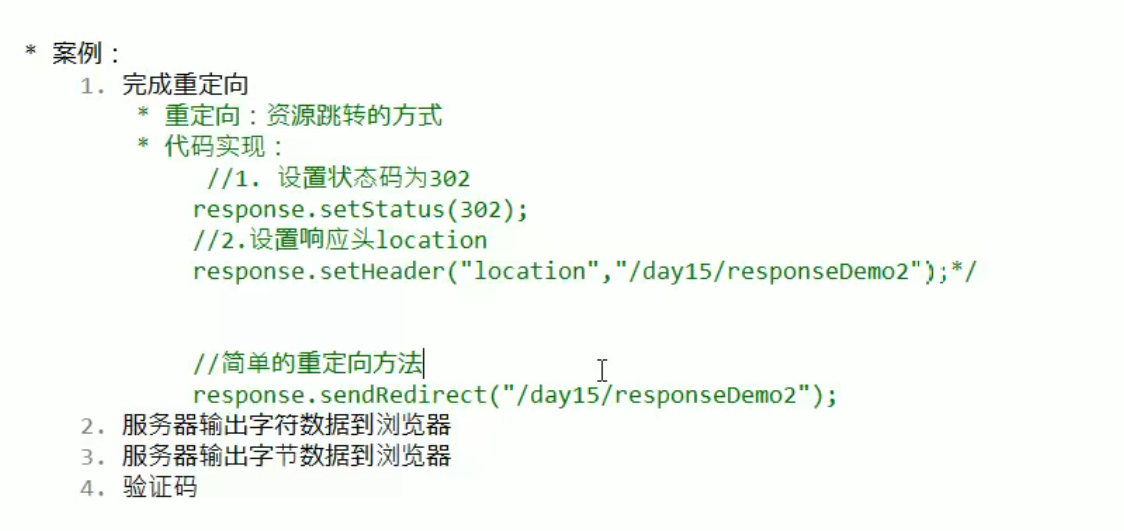 * 案例：
1. 完成重定向
* 重定向：资源跳转的方式
* 代码实现：
//1. 设置状态码为302
response.setStatus(302);
//2.设置响应头location
response.setHeader("location","/day15/responseDemo2");*/
//简单的重定向方法
response.sendRedirect("/day15/responseDemo2");
2. 服务器输出字符数据到浏览器
3. 服务器输出字节数据到浏览器
4. 验证码